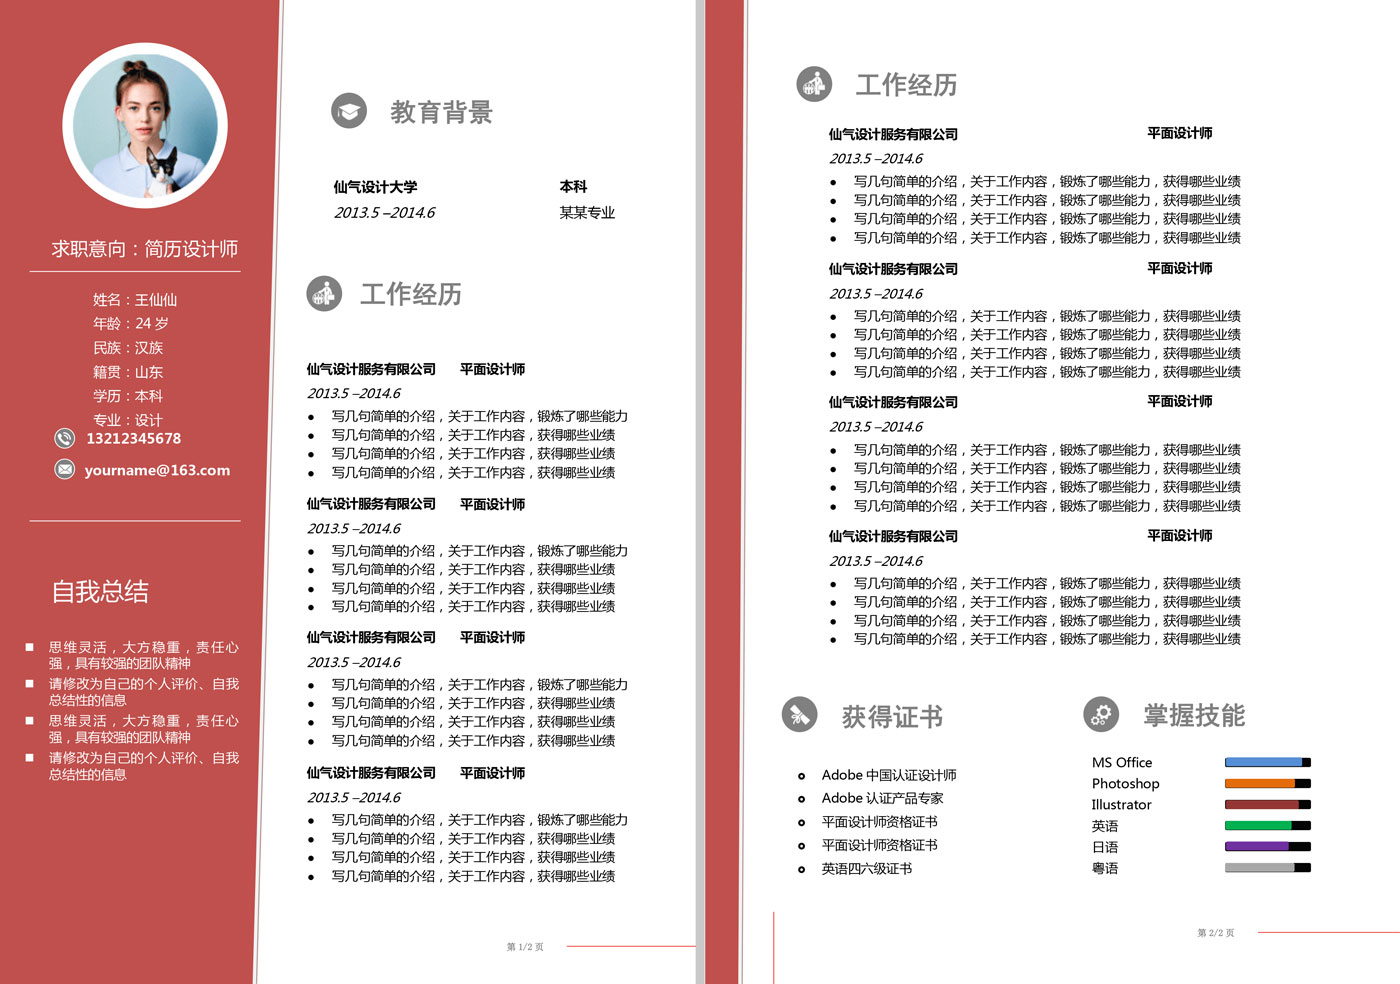 求职意向：简历设计师
姓名：王仙仙
年龄：24 岁
民族：汉族
籍贯：山东
学历：本科
专业：设计
13212345678
yourname@163.com
自我总结
思维灵活，大方稳重，责任心
强，具有较强的团队精神
请修改为自己的个人评价、自我
总结性的信息
思维灵活，大方稳重，责任心
强，具有较强的团队精神
请修改为自己的个人评价、自我
总结性的信息
教育背景
仙气设计大学 本科
2013.5 –2014.6 某某专业
工作经历
仙气设计服务有限公司 平面设计师
2013.5 –2014.6
● 写几句简单的介绍，关于工作内容，锻炼了哪些能力
● 写几句简单的介绍，关于工作内容，获得哪些业绩
● 写几句简单的介绍，关于工作内容，获得哪些业绩
● 写几句简单的介绍，关于工作内容，获得哪些业绩
仙气设计服务有限公司 平面设计师
2013.5 –2014.6
● 写几句简单的介绍，关于工作内容，锻炼了哪些能力
● 写几句简单的介绍，关于工作内容，获得哪些业绩
● 写几句简单的介绍，关于工作内容，获得哪些业绩
● 写几句简单的介绍，关于工作内容，获得哪些业绩
仙气设计服务有限公司 平面设计师
2013.5 –2014.6
● 写几句简单的介绍，关于工作内容，锻炼了哪些能力
● 写几句简单的介绍，关于工作内容，获得哪些业绩
● 写几句简单的介绍，关于工作内容，获得哪些业绩
● 写几句简单的介绍，关于工作内容，获得哪些业绩
仙气设计服务有限公司 平面设计师
2013.5 –2014.6
● 写几句简单的介绍，关于工作内容，锻炼了哪些能力
● 写几句简单的介绍，关于工作内容，获得哪些业绩
● 写几句简单的介绍，关于工作内容，获得哪些业绩
● 写几句简单的介绍，关于工作内容，获得哪些业绩
第 1/2 页
工作经历
仙气设计服务有限公司 平面设计师
2013.5 –2014.6
● 写几句简单的介绍，关于工作内容，锻炼了哪些能力，获得哪些业绩
● 写几句简单的介绍，关于工作内容，锻炼了哪些能力，获得哪些业绩
● 写几句简单的介绍，关于工作内容，锻炼了哪些能力，获得哪些业绩
● 写几句简单的介绍，关于工作内容，锻炼了哪些能力，获得哪些业绩
仙气设计服务有限公司 平面设计师
2013.5 –2014.6
● 写几句简单的介绍，关于工作内容，锻炼了哪些能力，获得哪些业绩
● 写几句简单的介绍，关于工作内容，锻炼了哪些能力，获得哪些业绩
● 写几句简单的介绍，关于工作内容，锻炼了哪些能力，获得哪些业绩
● 写几句简单的介绍，关于工作内容，锻炼了哪些能力，获得哪些业绩
仙气设计服务有限公司 平面设计师
2013.5 –2014.6
● 写几句简单的介绍，关于工作内容，锻炼了哪些能力，获得哪些业绩
● 写几句简单的介绍，关于工作内容，锻炼了哪些能力，获得哪些业绩
● 写几句简单的介绍，关于工作内容，锻炼了哪些能力，获得哪些业绩
● 写几句简单的介绍，关于工作内容，锻炼了哪些能力，获得哪些业绩
仙气设计服务有限公司 平面设计师
2013.5 –2014.6
● 写几句简单的介绍，关于工作内容，锻炼了哪些能力，获得哪些业绩
● 写几句简单的介绍，关于工作内容，锻炼了哪些能力，获得哪些业绩
● 写几句简单的介绍，关于工作内容，锻炼了哪些能力，获得哪些业绩
● 写几句简单的介绍，关于工作内容，锻炼了哪些能力，获得哪些业绩
获得证书
Adobe 中国认证设计师
Adobe 认证产品专家
平面设计师资格证书
平面设计师资格证书
英语四六级证书
掌握技能
MS Office
Photoshop
Illustrator
英语
日语
粤语
第 2/2 页